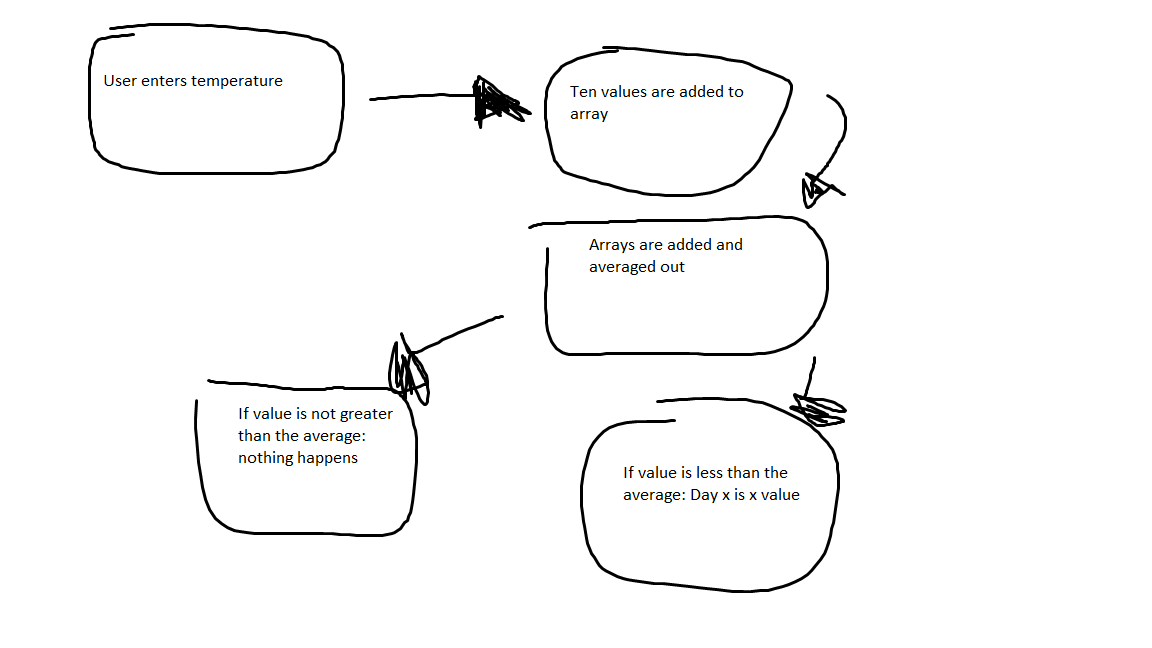 User enters temperature
Ten values are added to
array
Arrays are added and
averaged out
If value is not greater
than the average:
nothing happens
If value is less than the
average: Day x is x value